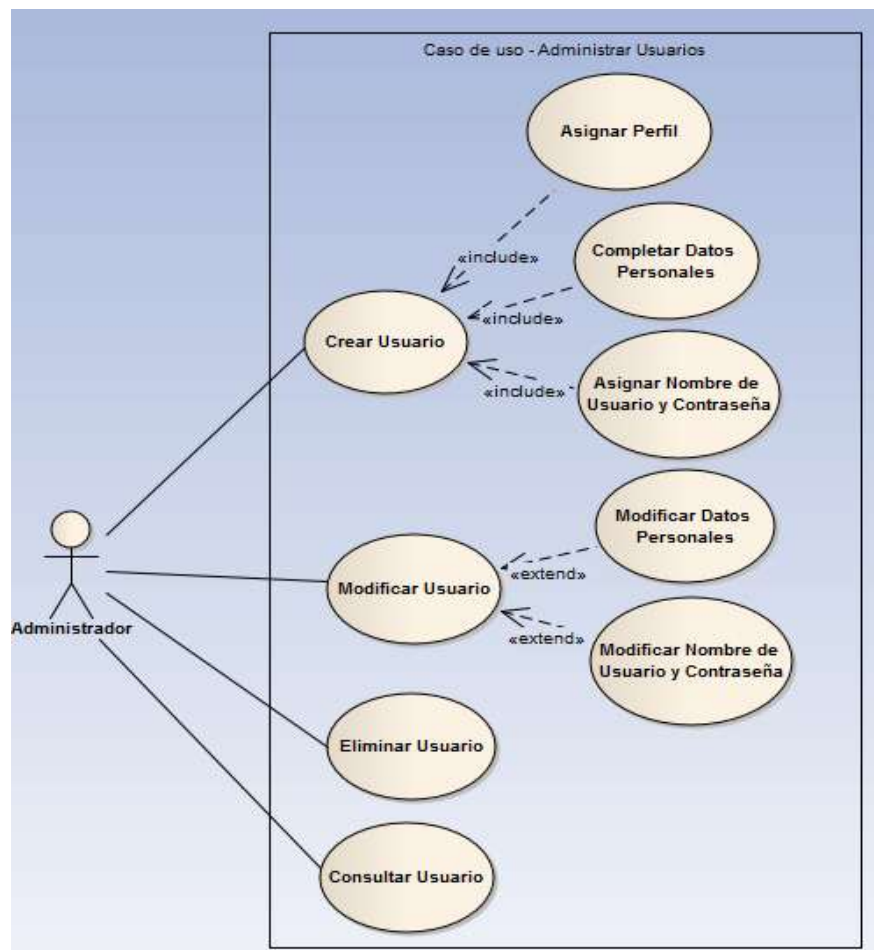 Caso de uso - Administrar Usuarios
Asignar Perfil
«include»
Completar Datos
Personales
«include»
Crear Usuario
Asignar Nombre de
Usuario y Contraseña
«include»
Modificar Datos
Personales
«extend»
Modificar Usuario
Administrador
«extend»
Modificar Nombre de
Usuario y Contraseña
Eliminar Usuario
Consultar Usuario